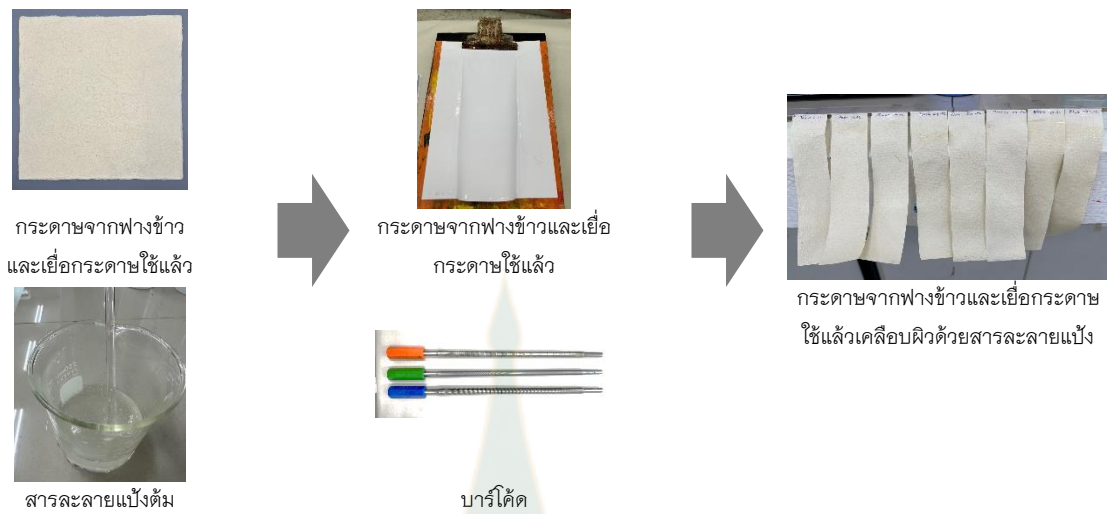 กระดาษจากฟางข้าว
และเยื่อกระดาษใช้แล้ว
สารละลายแป้งต้ม
กระดาษจากฟางข้าวและเยื่อ
กระดาษใช้แล้ว
บาร์โค้ด
กระดาษจากฟางข้าวและเยื่อกระดาษ
ใช้แล้วเคลือบผิวด้วยสารละลายแป้ง